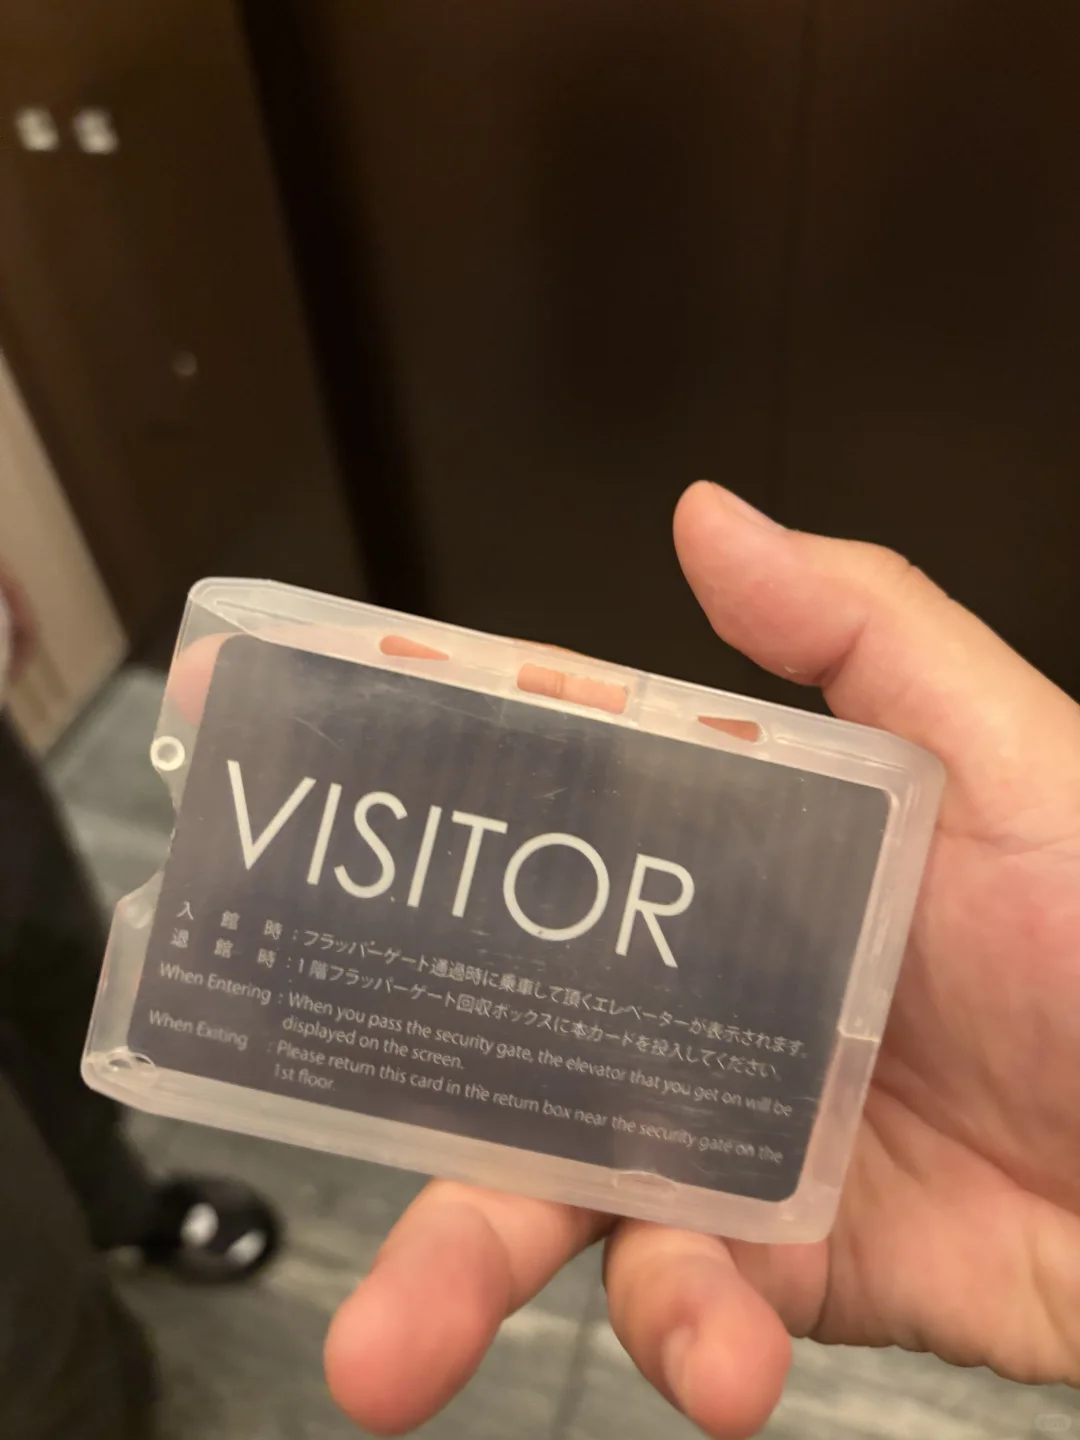 VISITOR
入館時：フラッパーゲート通過時に乗車して頂くエレベーターが表示されます。
退館時：1階フラッパーゲート回収ボックスに本カードを投入してください。
When Entering : When you pass the security gate, the elevator that you get on will be
displayed on the screen.
When Exiting : Please return this card in the return box near the security gate on the
1st floor.